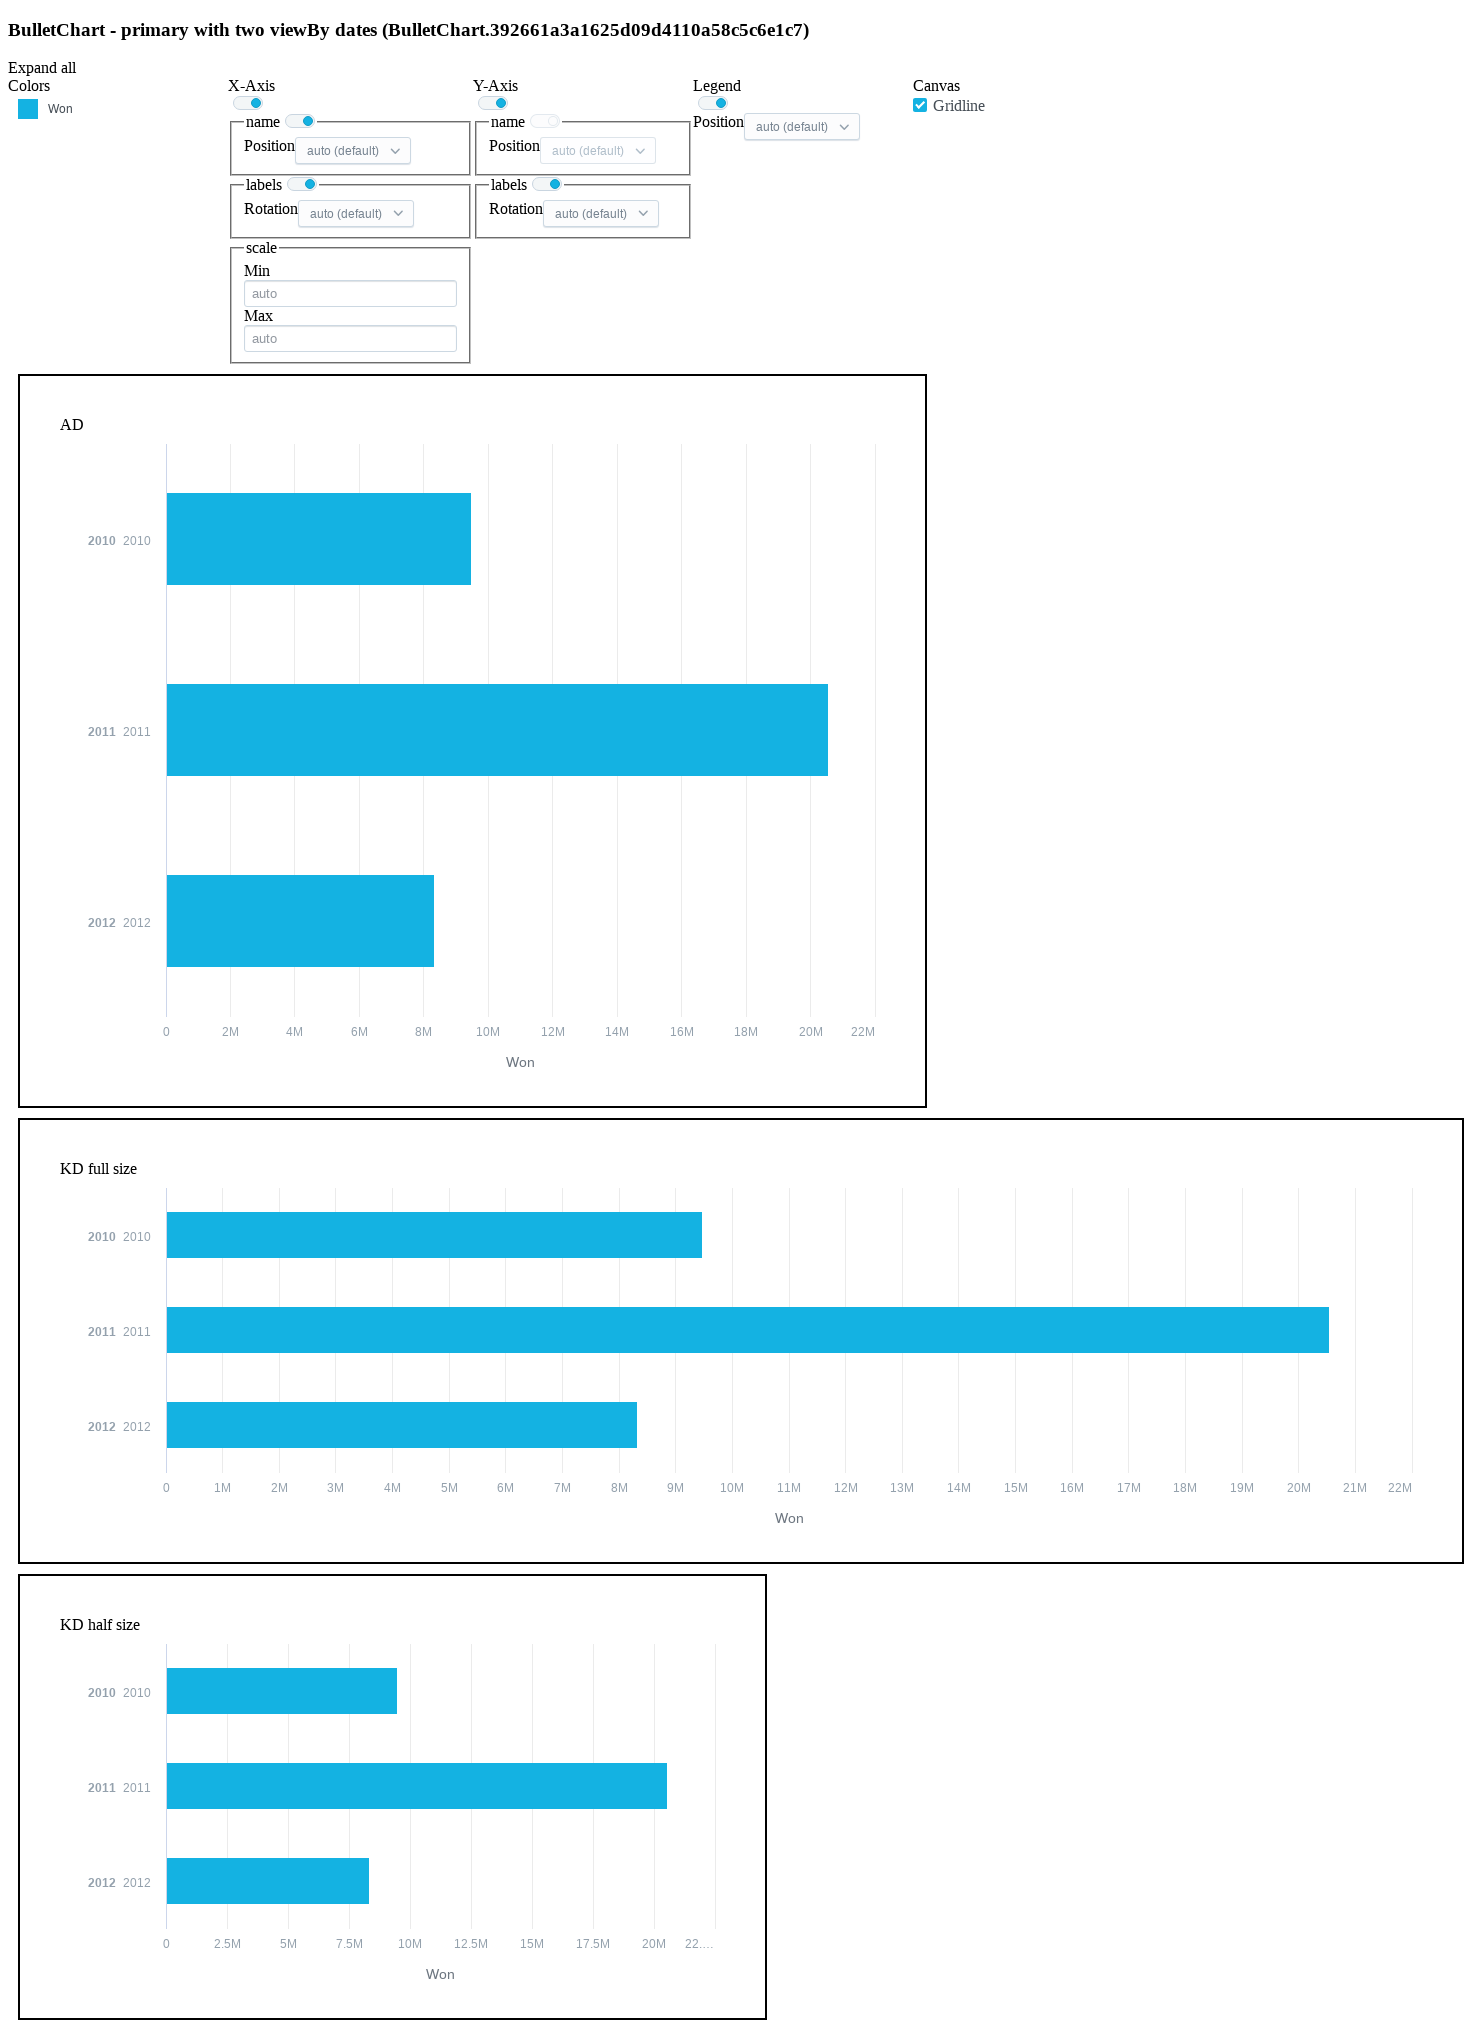 BulletChart - primary with two viewBy dates (BulletChart.392661a3a1625d09d4110a58c5c6e1c7)
Expand all
Colors
Won
X-Axis
name
Position auto (default)
labels
Rotation auto (default)
scale
Min
auto
Max
auto
Y-Axis
name
Position auto (default)
labels
Rotation auto (default)
Legend
Position auto (default)
Canvas
Gridline
AD
2010 2010
2011 2011
2012 2012
0 2M 4M 6M 8M 10M 12M 14M 16M 18M 20M 22M
Won
KD full size
2010 2010
2011 2011
2012 2012
0 1M 2M 3M 4M 5M 6M 7M 8M 9M 10M 11M 12M 13M 14M 15M 16M 17M 18M 19M 20M 21M 22M
Won
KD half size
2010 2010
2011 2011
2012 2012
0 2.5M 5M 7.5M 10M 12.5M 15M 17.5M 20M 22.…
Won